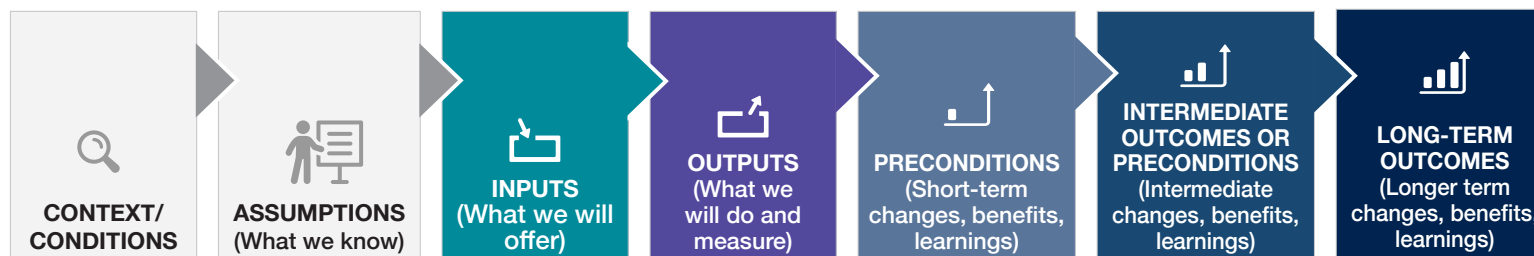 CONTEXT/
CONDITIONS
ASSUMPTIONS
(What we know)
INPUTS
(What we will
offer)
OUTPUTS
(What we
will do and
measure)
PRECONDITIONS
(Short-term
changes, benefits,
learnings)
INTERMEDIATE
OUTCOMES OR
PRECONDITIONS
(Intermediate
changes, benefits,
learnings)
LONG-TERM
OUTCOMES
(Longer term
changes, benefits,
learnings)